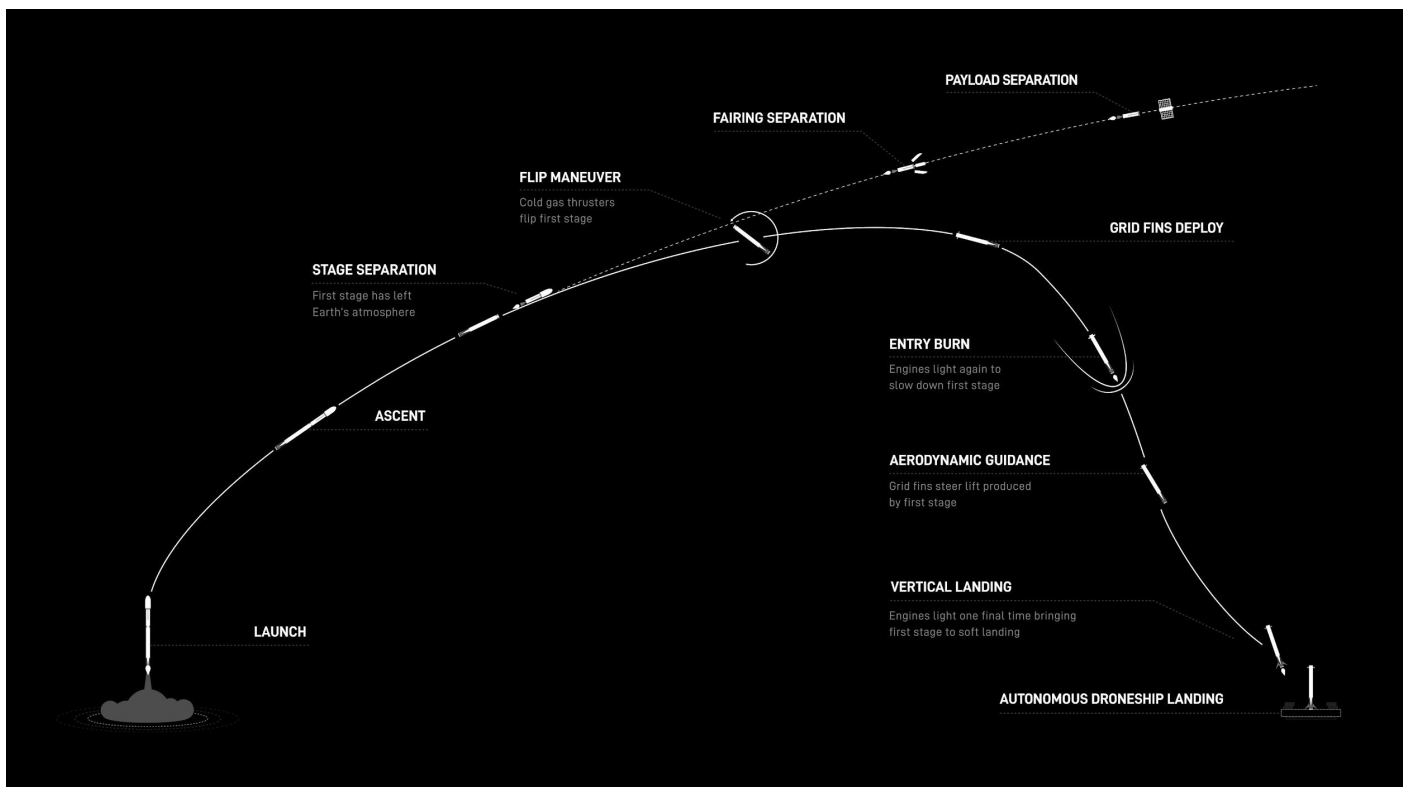 PAYLOAD SEPARATION
FAIRING SEPARATION
FLIP MANEUVER
Cold gas thrusters
flip first stage
GRID FINS DEPLOY
STAGE SEPARATION
First stage has left
Earth's atmosphere
ENTRY BURN
Engines light again to
slow down first stage
ASCENT
AERODYNAMIC GUIDANCE
Grid fins steer lift produced
by first stage
VERTICAL LANDING
Engines light one final time bringing
first stage to soft landing
LAUNCH
AUTONOMOUS DRONESHIP LANDING